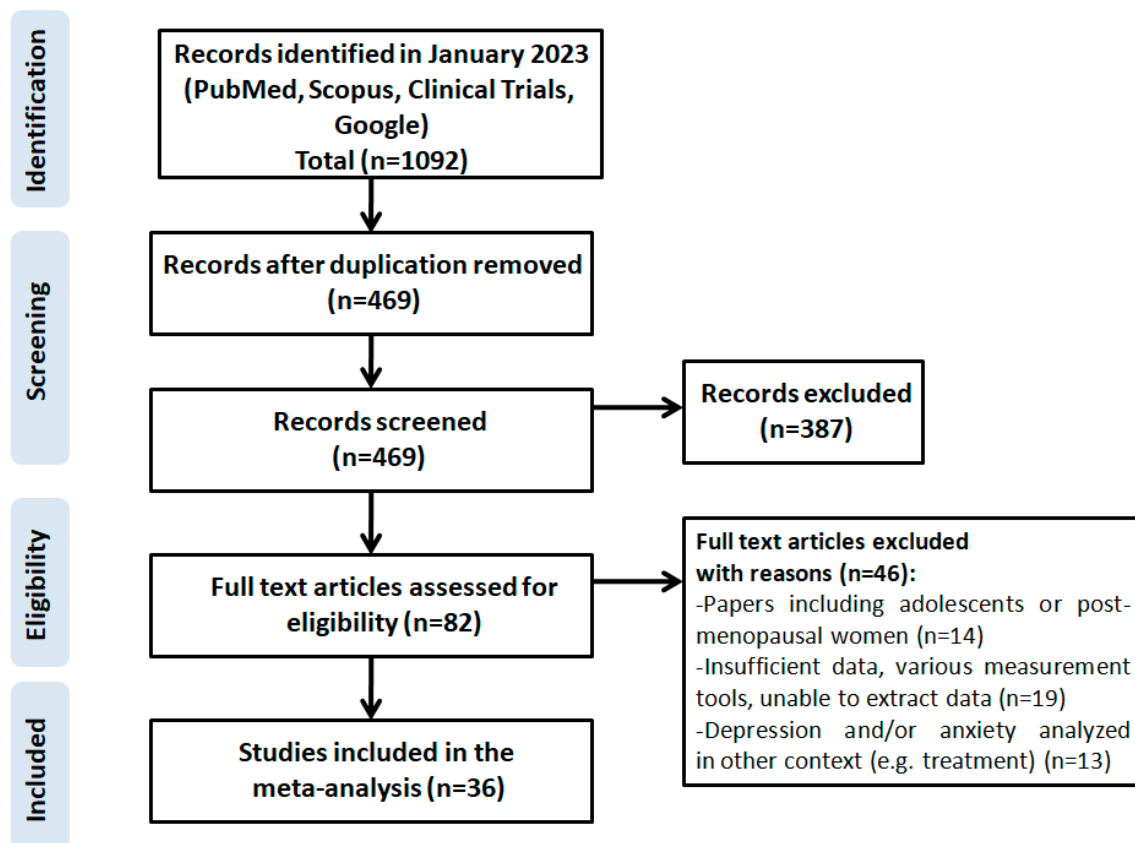 Identification
Records identified in January 2023
(PubMed, Scopus, Clinical Trials,
Google)
Total (n=1092)
Screening
Records after duplication removed
(n=469)
Records screened
(n=469)
Records excluded
(n=387)
Eligibility
Full text articles assessed for
eligibility (n=82)
Full text articles excluded
with reasons (n=46):
-Papers including adolescents or post-
menopausal women (n=14)
-Insufficient data, various measurement
tools, unable to extract data (n=19)
-Depression and/or anxiety analyzed
in other context (e.g. treatment) (n=13)
Included
Studies included in the
meta-analysis (n=36)